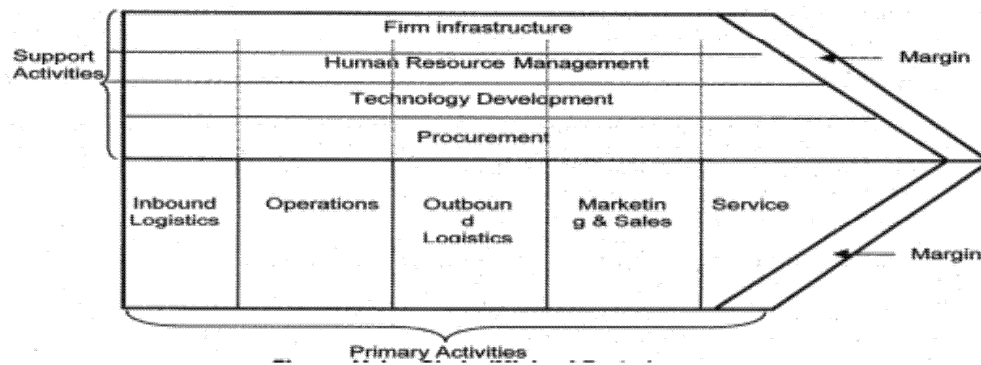 Firm infrastructure
Support
Activities
Human Resource Management
Margin
Technology Development
Procurement
Inbound
Logistics
Operations
Outboun
d
Logistics
Marketin
g & Sales
Service
Margin
Primary Activities